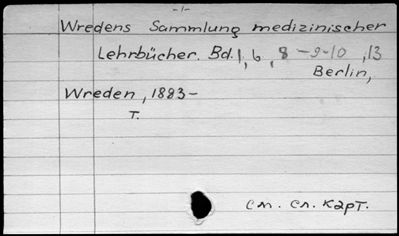 -1-
Wredens Sammlung medizinischer
Lehrbücher. Bd. 1, 6, 8 -9-10, 13
Berlin,
Wreden, 1883-
T.
см. сл. карт.